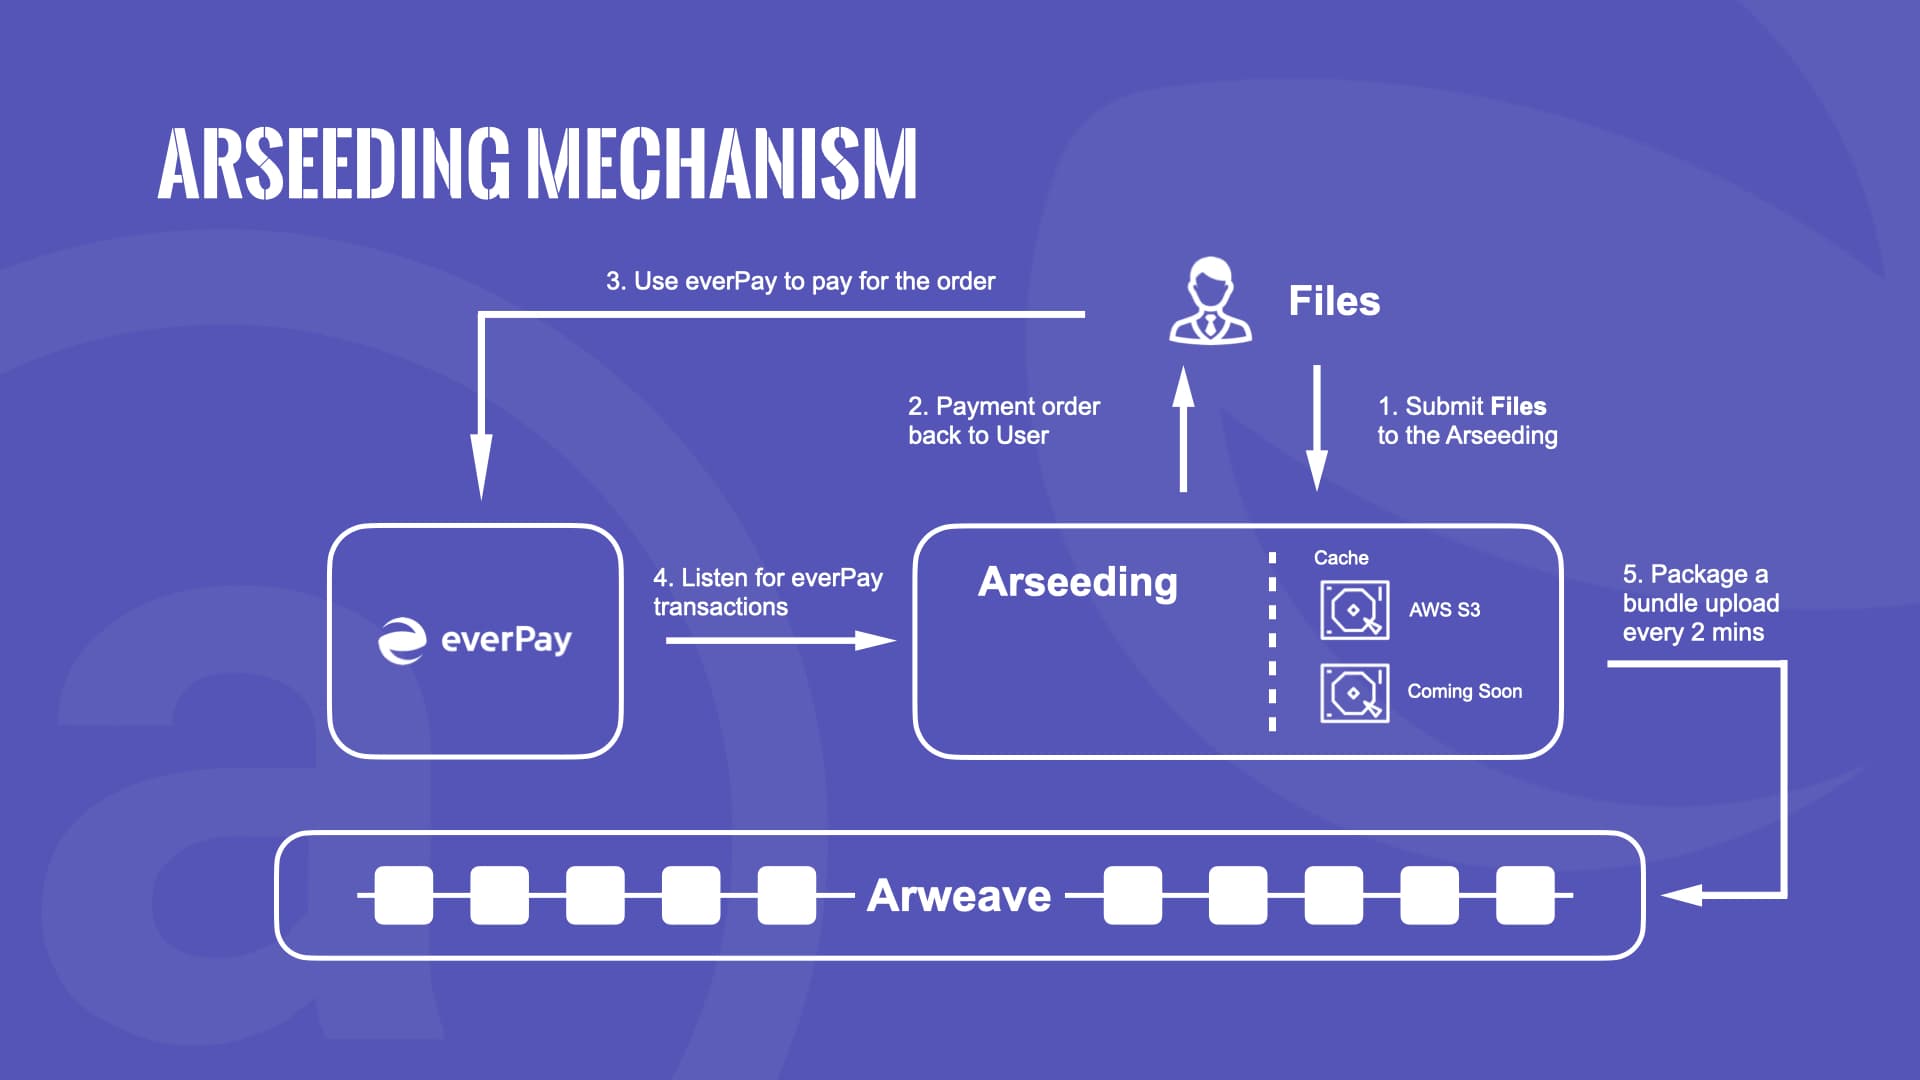 ARSEEDING MECHANISM
3. Use everPay to pay for the order
Files
2. Payment order
back to User
1. Submit Files
to the Arseeding
everPay
4. Listen for everPay
transactions
Arseeding
Cache
AWS S3
Coming Soon
5. Package a
bundle upload
every 2 mins
Arweave